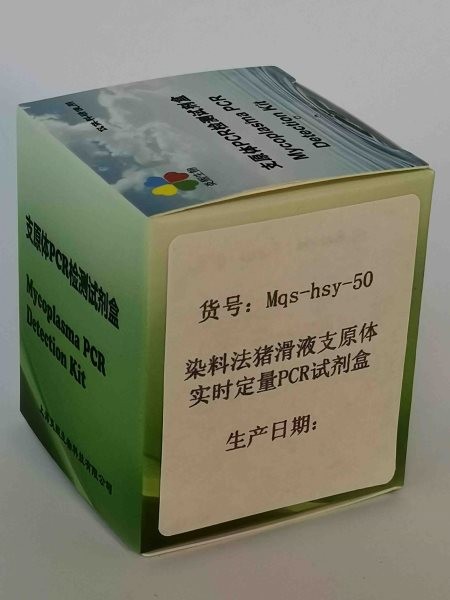 支原体PCR检测试剂盒
Mycoplasma PCR
Detection Kit
支原体PCR检测试剂盒
Mycoplasma PCR
Detection Kit
货号：Mqs-hsy-50
染料法猪滑液支原体
实时定量PCR试剂盒
生产日期：